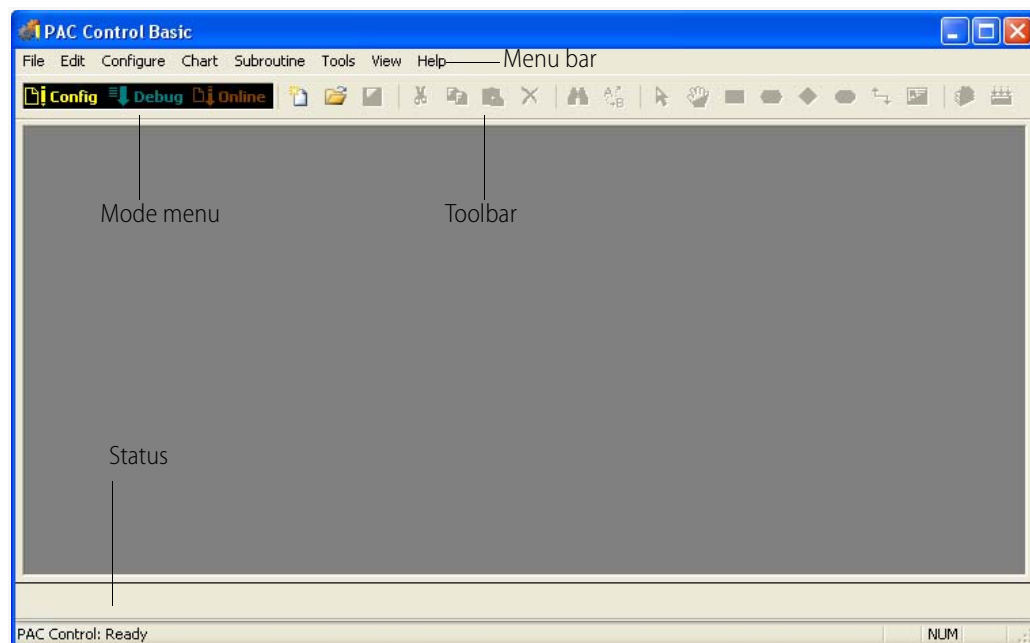 PAC Control Basic
File Edit Configure Chart Subroutine Tools View Help Menu bar
Config Debug Online
Mode menu Toolbar
Status
PAC Control: Ready NUM